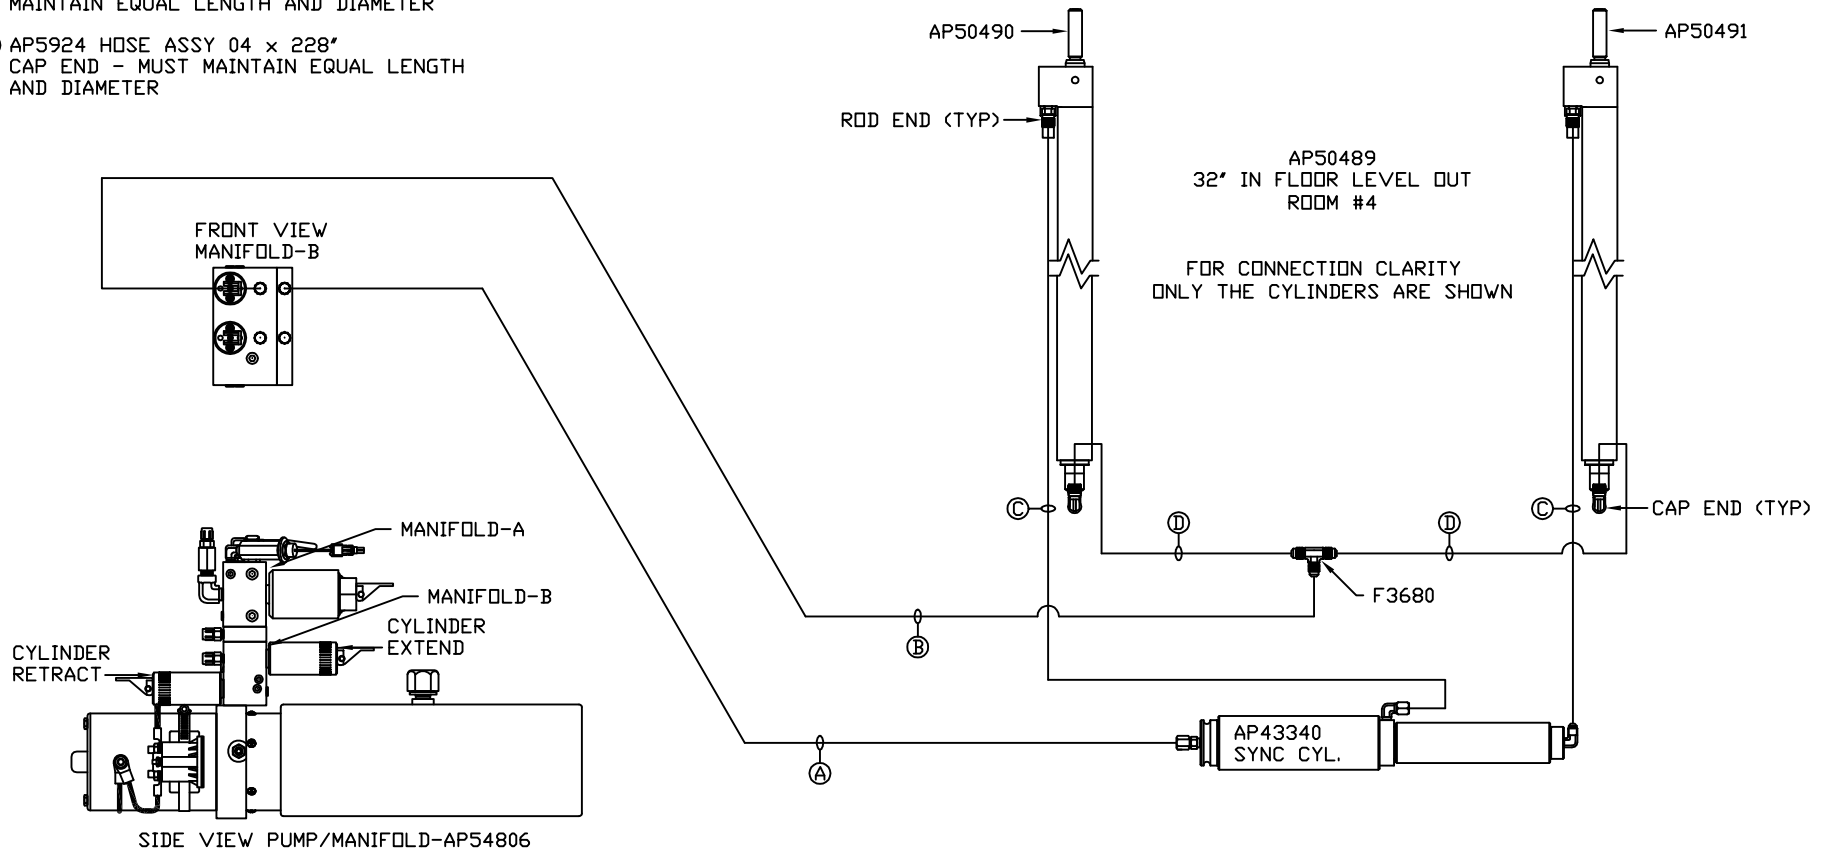 MAINTAIN EQUAL LENGTH AND DIAMETER
AP5924 HOSE ASSY 04 x 228"
CAP END - MUST MAINTAIN EQUAL LENGTH
AND DIAMETER
AP50490
AP50491
ROD END (TYP)
AP50489
32" IN FLOOR LEVEL OUT
ROOM #4
FOR CONNECTION CLARITY
ONLY THE CYLINDERS ARE SHOWN
FRONT VIEW
MANIFOLD-B
C
C
CAP END (TYP)
D
D
F3680
MANIFOLD-A
MANIFOLD-B
CYLINDER
EXTEND
CYLINDER
RETRACT
B
A
AP43340
SYNC CYL.
SIDE VIEW PUMP/MANIFOLD-AP54806